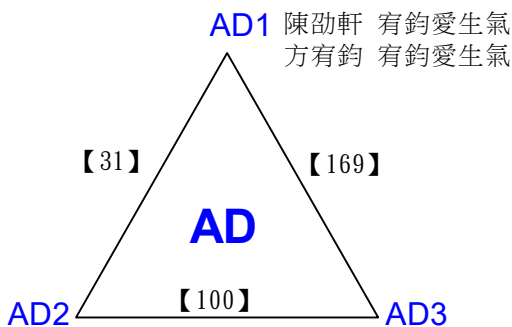 AD1 陳劭軒 宥鈞愛生氣
方宥鈞 宥鈞愛生氣
【31】
【169】
AD
【100】
AD2
AD3